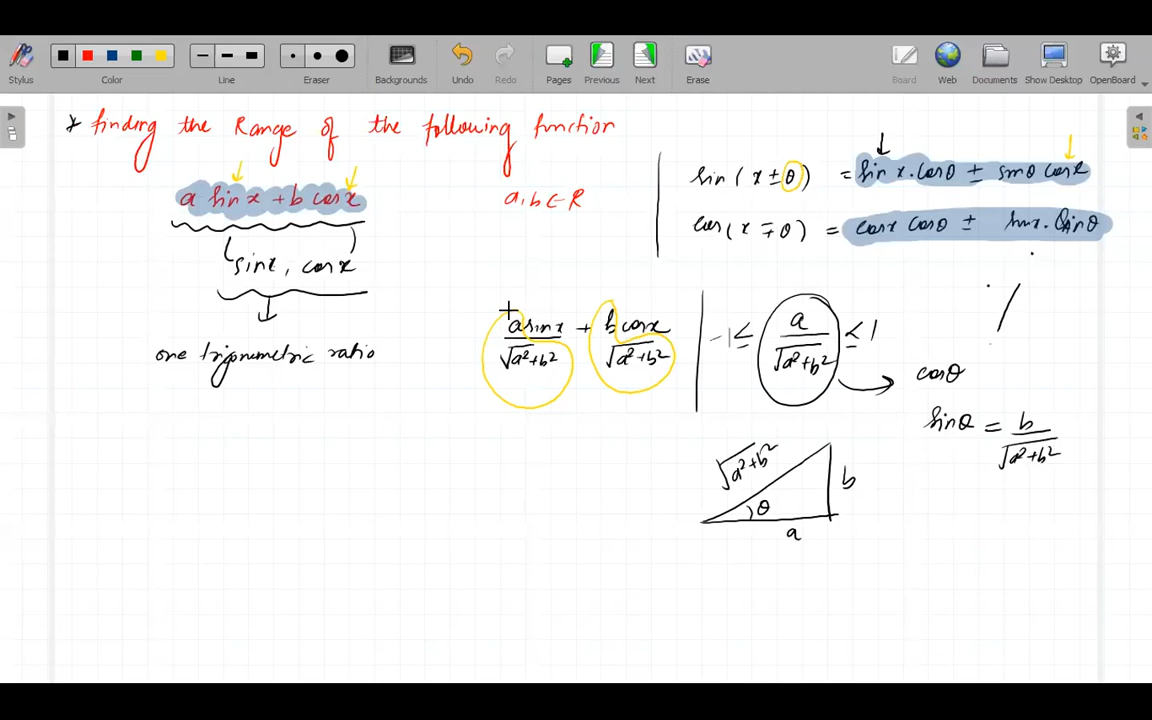 Stylus Color Line Eraser Backgrounds Undo Redo Pages Previous Next Erase Board Web Documents Show Desktop OpenBoard
* finding the Range of the following function
a sin x + b cos x a, b ∈ R
sin x, cos x
one trigonometric ratio
sin ( x ± θ ) = sin x . cos θ ± sin θ cos x
cos ( x ∓ θ ) = cos x cos θ ± sin x . sin θ
a sin x / √a²+b² + b cos x / √a²+b²
-1 ≤ a / √a²+b² ≤ 1
cos θ
sin θ = b / √a²+b²
√a²+b²
b
θ
a